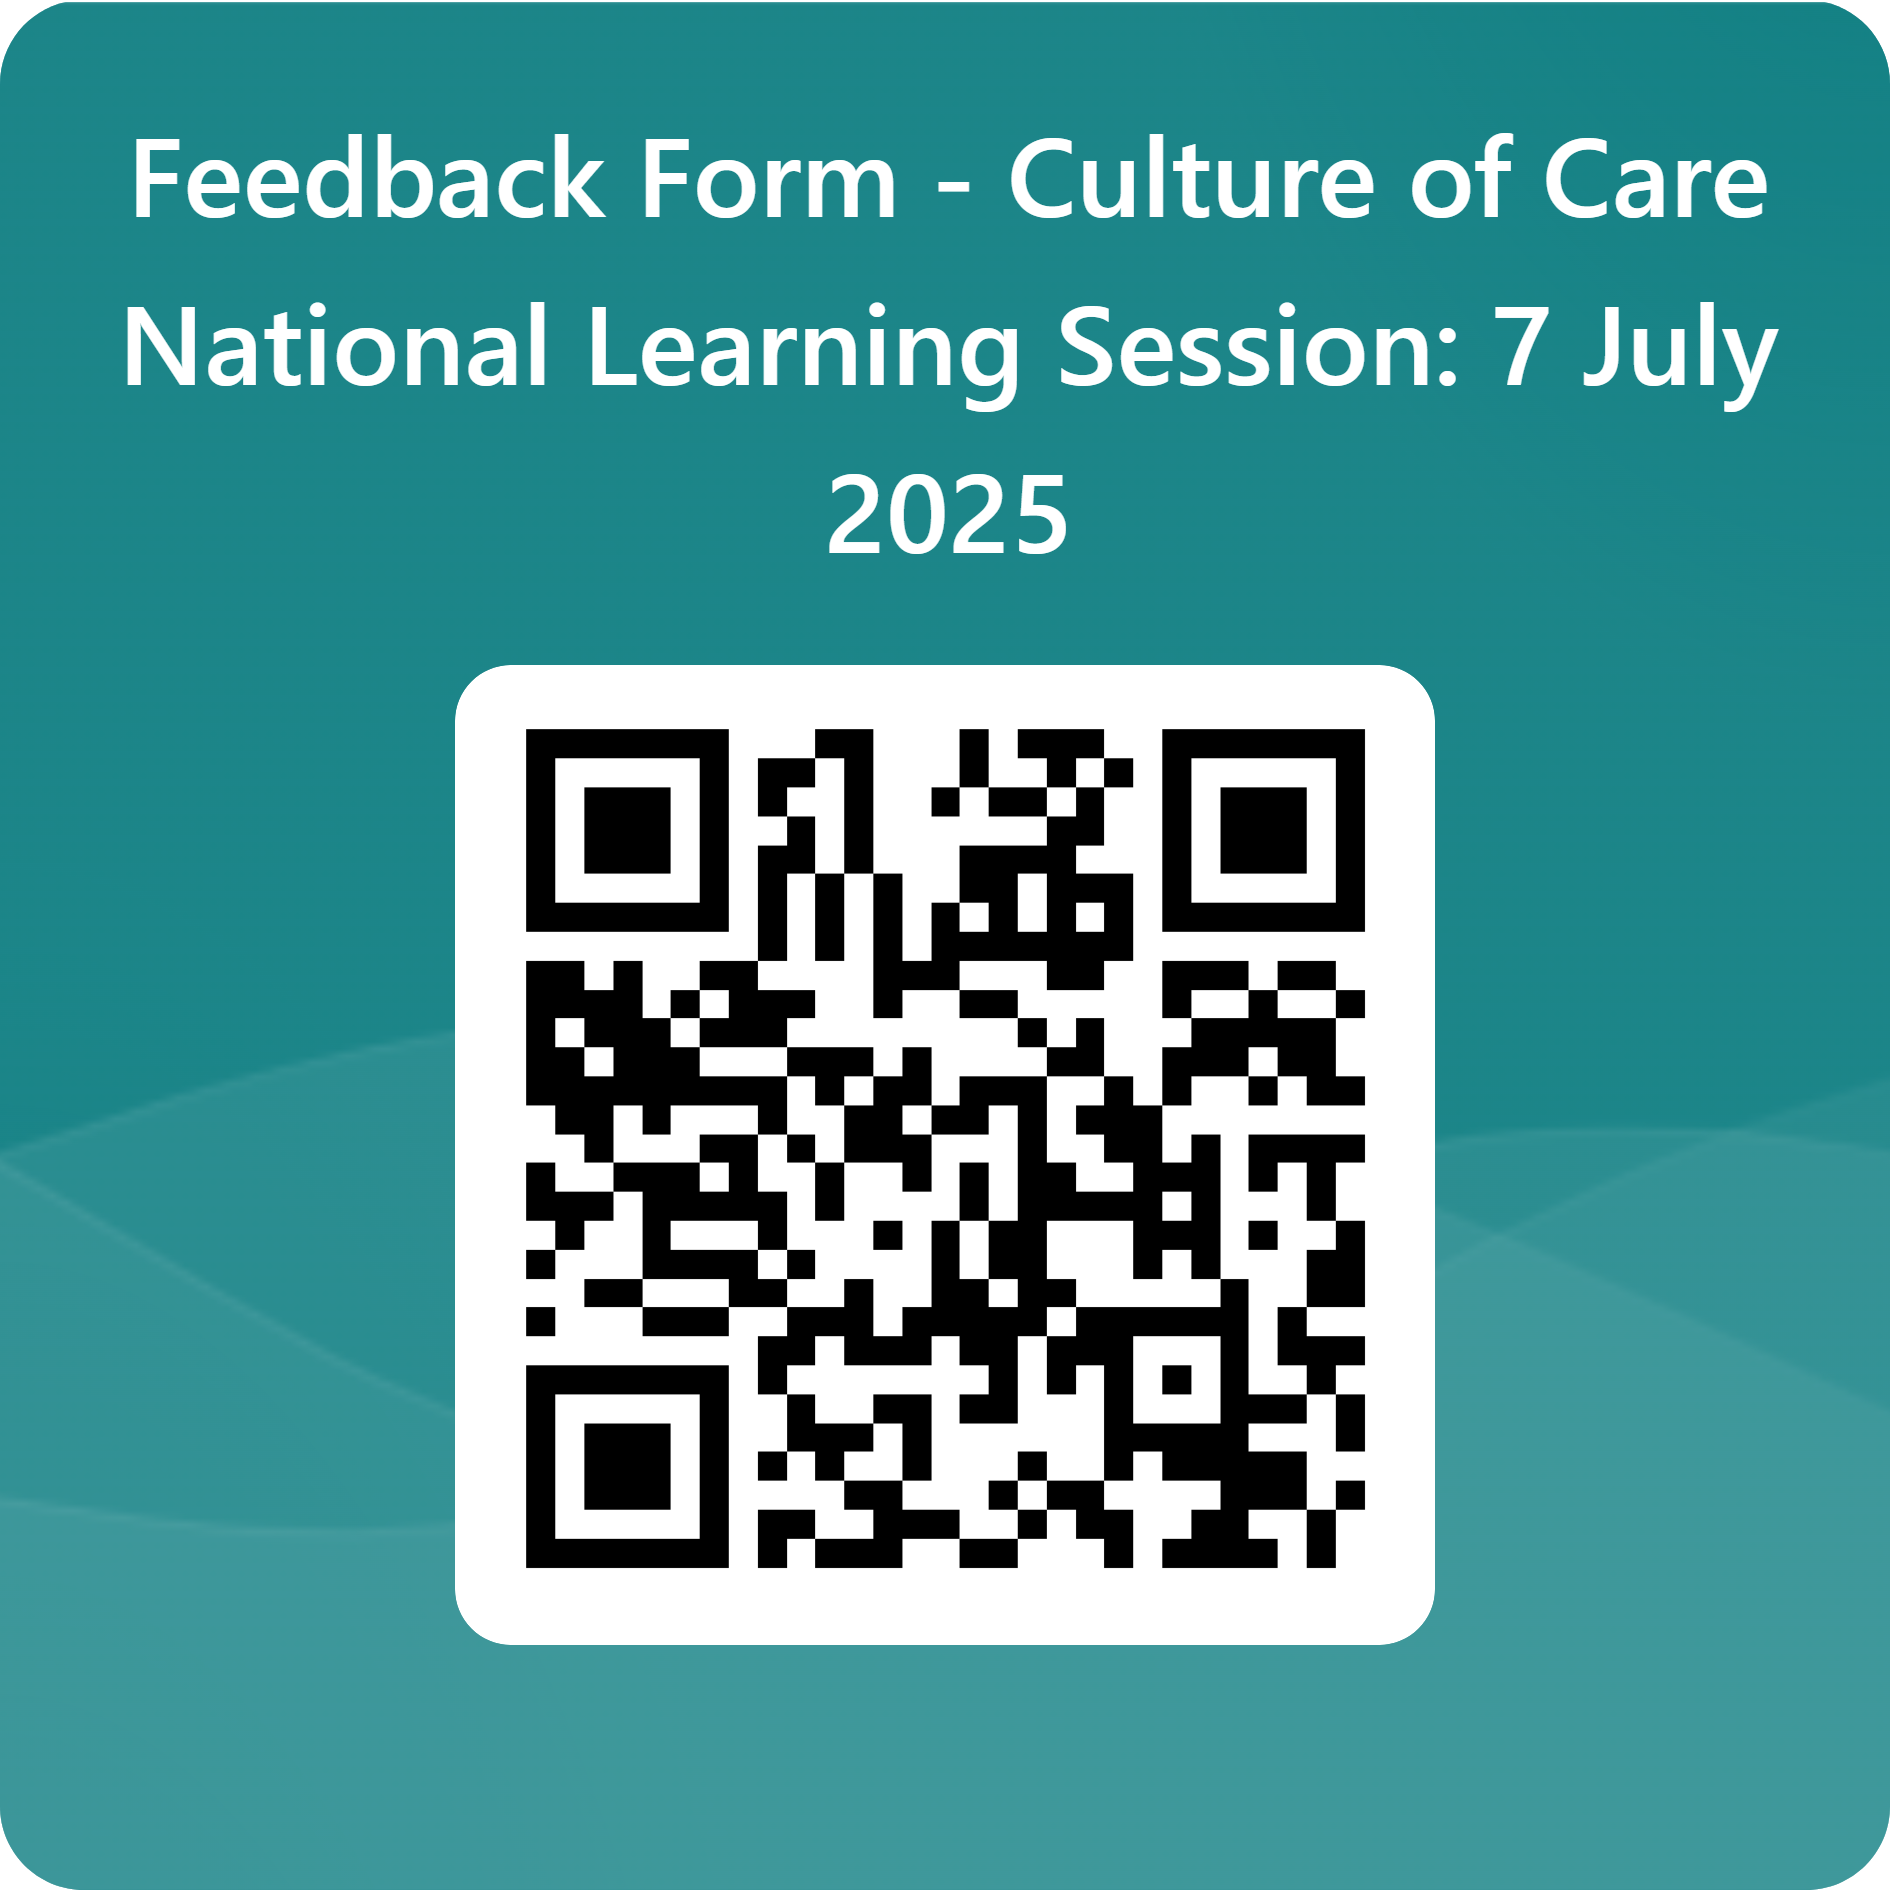 Feedback Form - Culture of Care
National Learning Session: 7 July
2025